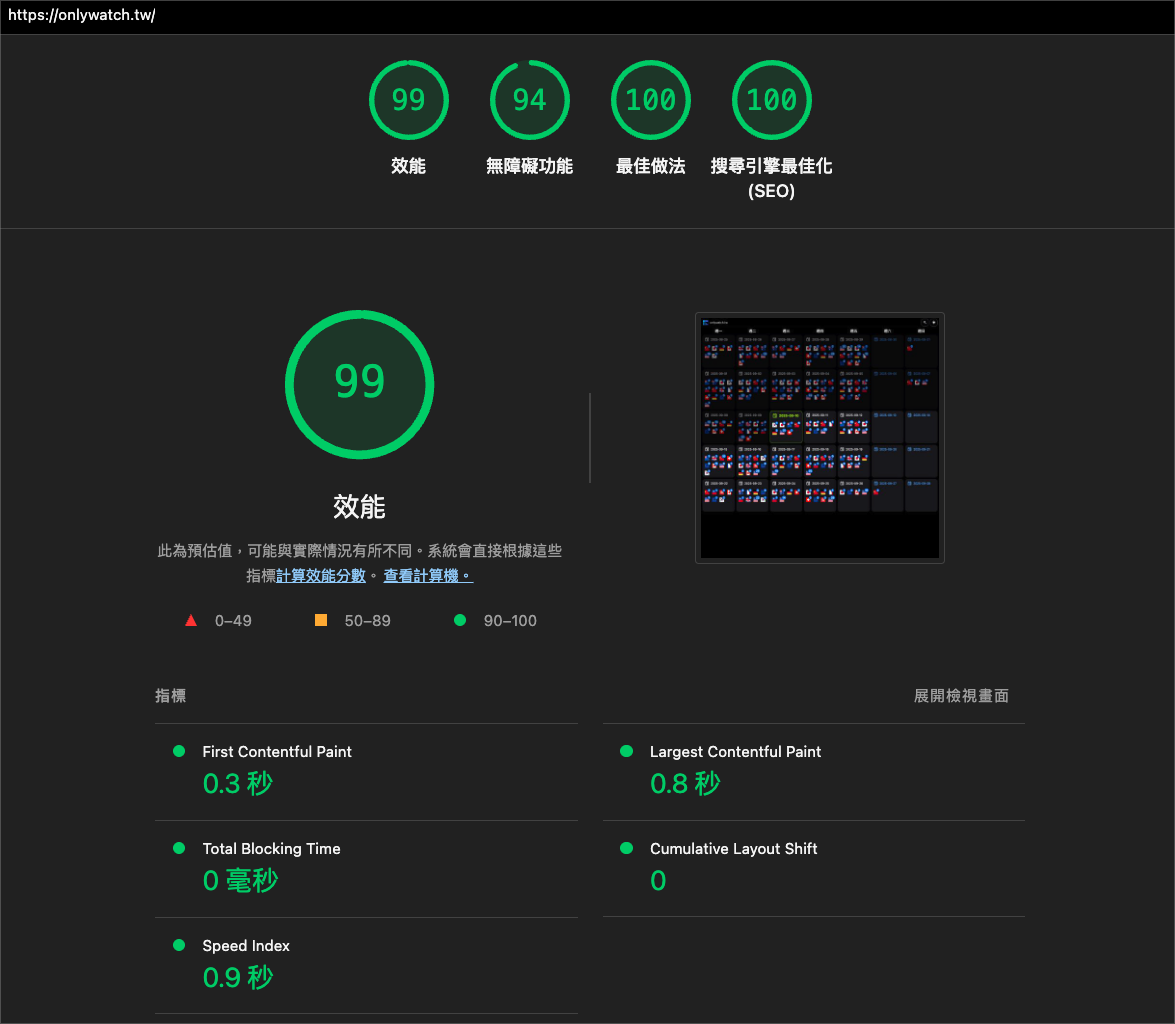 https://onlywatch.tw/
99
94
100
100
效能
無障礙功能
最佳做法
搜尋引擎最佳化
(SEO)
99
效能
此為預估值，可能與實際情況有所不同。系統會直接根據這些
指標計算效能分數。查看計算機。
0–49
50–89
90–100
指標
展開檢視畫面
First Contentful Paint
0.3 秒
Largest Contentful Paint
0.8 秒
Total Blocking Time
0 毫秒
Cumulative Layout Shift
0
Speed Index
0.9 秒